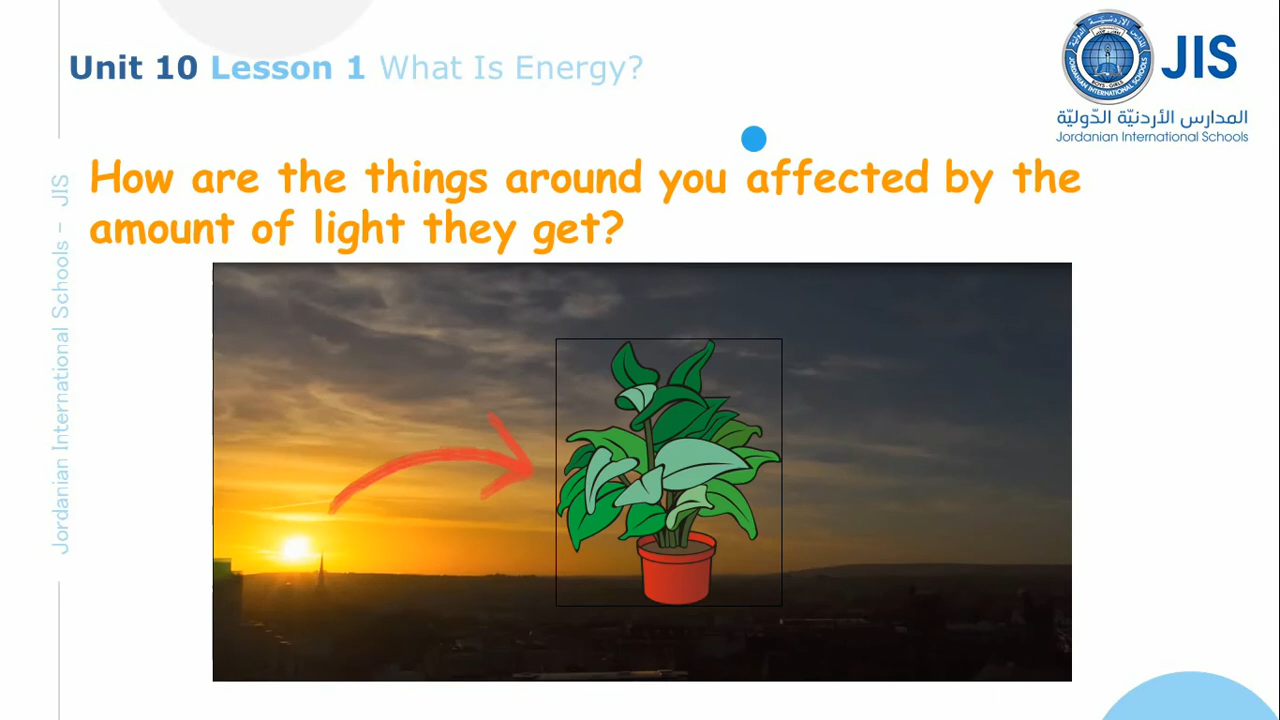 Unit 10 Lesson 1 What Is Energy?
JIS
المدارس الأردنيّة الدّوليّة
Jordanian International Schools
How are the things around you affected by the
amount of light they get?
Jordanian International Schools – JIS